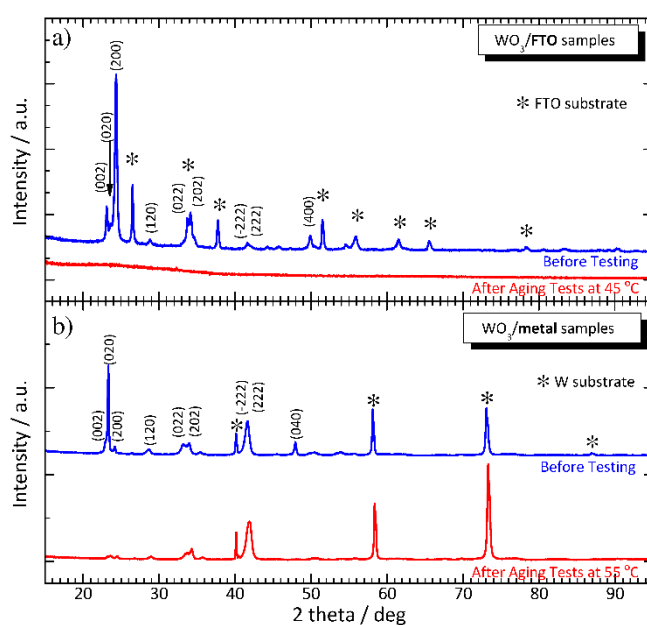 a)
WO₃/FTO samples
* FTO substrate
Intensity / a.u.
(002)
(020)
(200)
*
(120)
(022)
*
(202)
*
(-222)
(222)
(400)
*
*
*
*
*
Before Testing
After Aging Tests at 45 °C
b)
WO₃/metal samples
* W substrate
Intensity / a.u.
(002)
(020)
(200)
(120)
(022)
(202)
*
(-222)
(222)
(040)
*
*
*
Before Testing
After Aging Tests at 55 °C
20 30 40 50 60 70 80 90
2 theta / deg